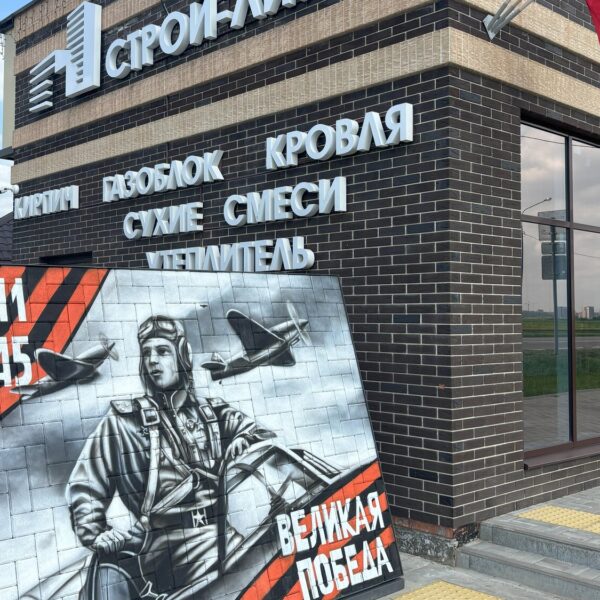 СТРОЙ-
КИРПИЧ ГАЗОБЛОК КРОВЛЯ
СУХИЕ СМЕСИ
УТЕПЛИТЕЛЬ
45
ВЕЛИКАЯ
ПОБЕДА